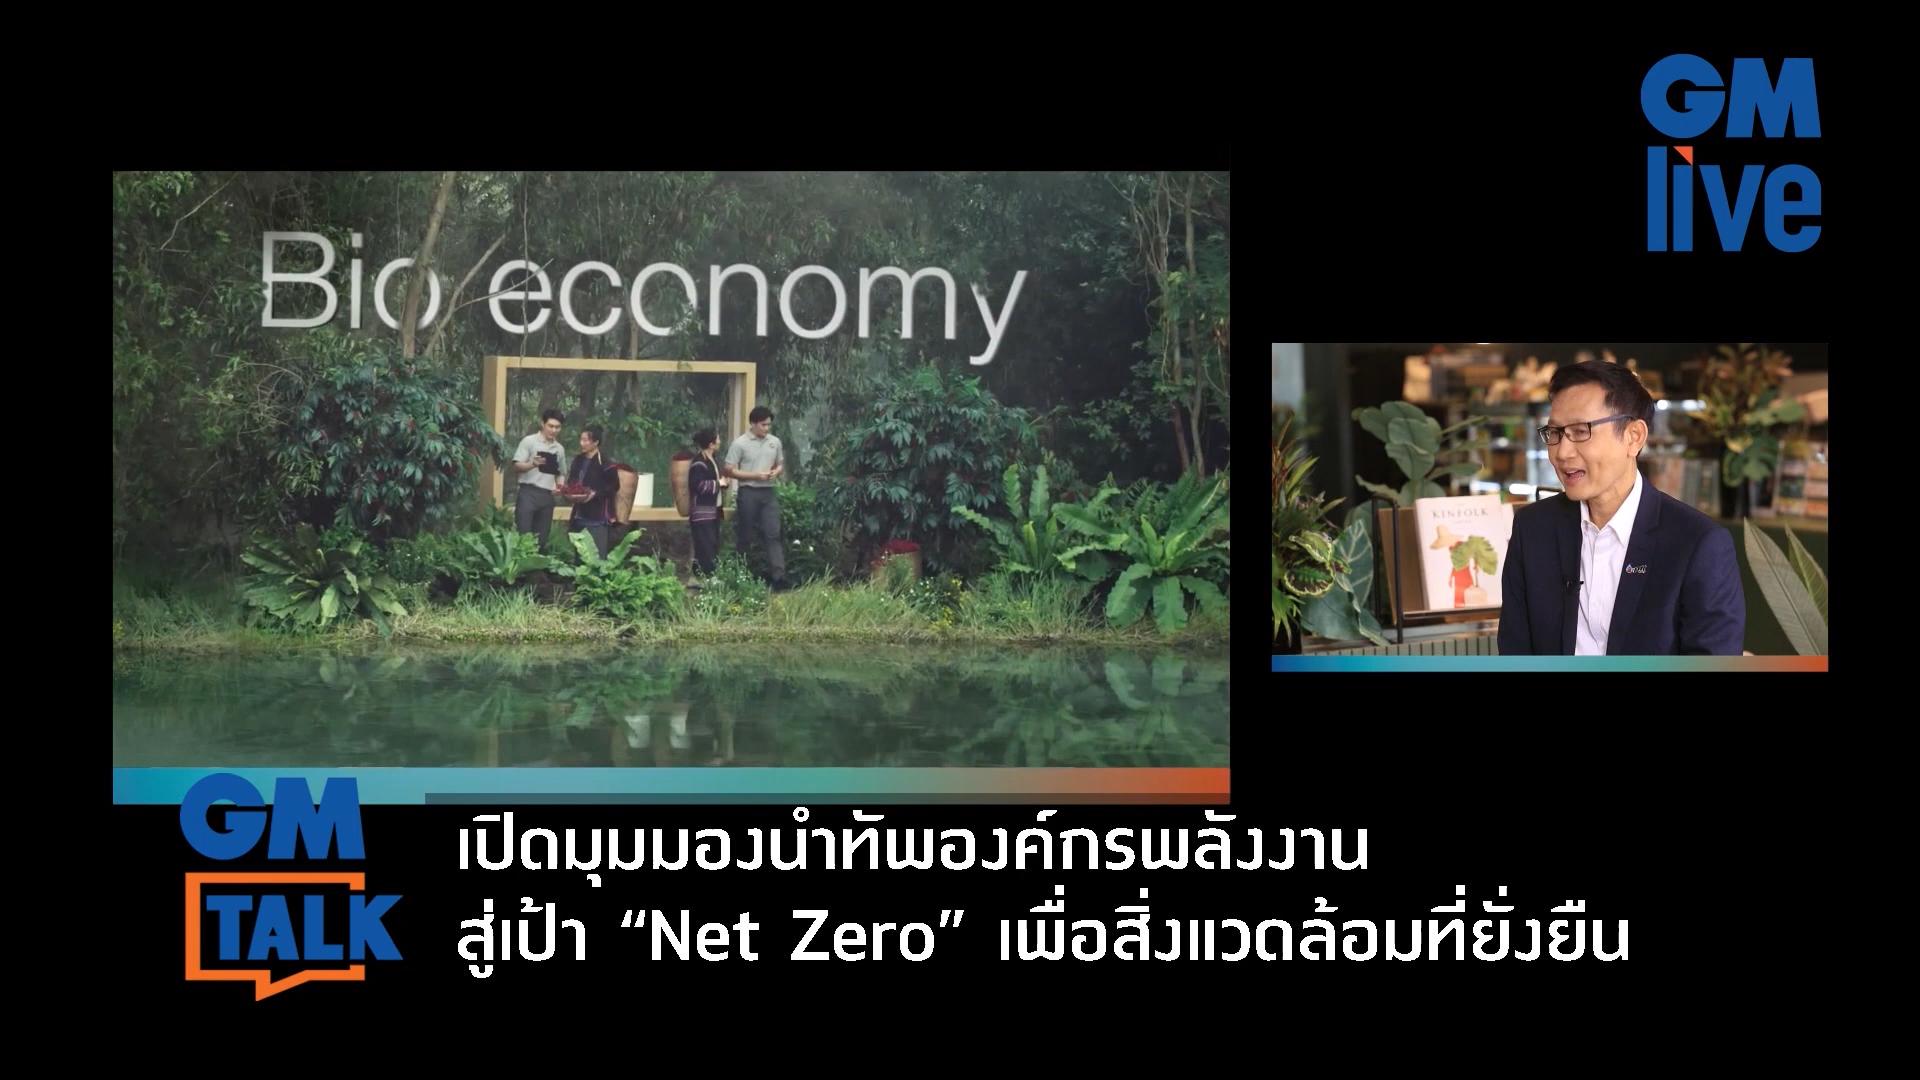 GM
live
Bio economy
KINFOLK
GM
TALK
เปิดมุมมองนำทัพองค์กรพลังงาน
สู่เป้า “Net Zero” เพื่อสิ่งแวดล้อมที่ยั่งยืน